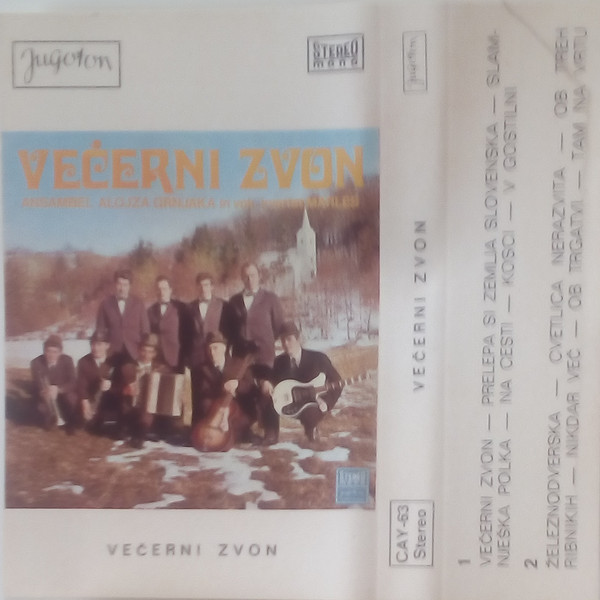 Jugoton
STEREO
mono
VEČERNI ZVON
ANSAMBEL ALOJZA
VEČERNI ZVON
jugoton
VEČERNI ZVON
CAY-63
Stereo
1
VEČERNI ZVON — PRELEPA SI ZEMLJA SLOVENSKA — SLAM-
NJEŠKA POLKA — NA CESTI — KOSCI — V GOSTILNI
2
ŽELEZNODVERSKA — CVETLICA NERAZVITA — OB TREH
RIBNIKIH — NIKDAR VEČ — OB TRGATVI — TAM NA VRTU